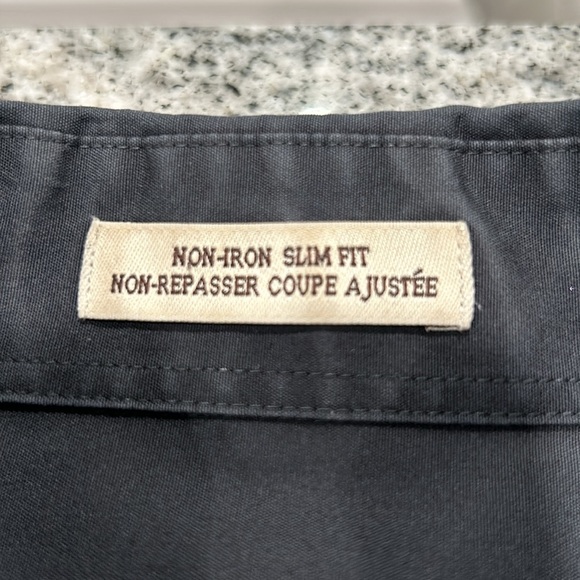 NON-IRON SLIM FIT
NON-REPASSER COUPE AJUSTÉE